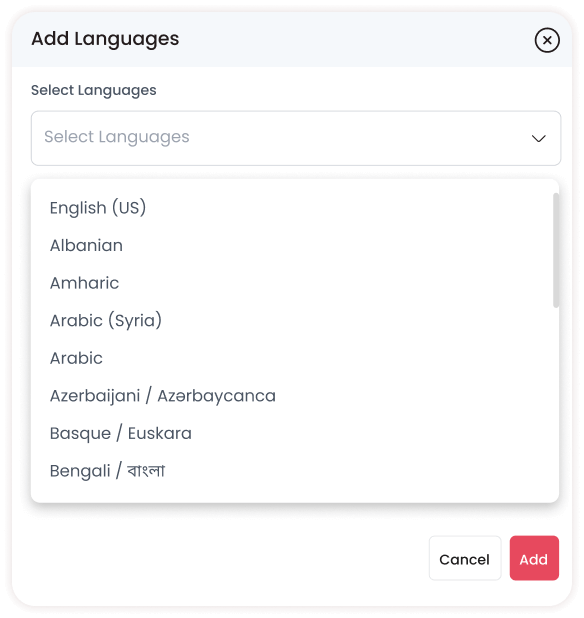 Add Languages
Select Languages
Select Languages
English (US)
Albanian
Amharic
Arabic (Syria)
Arabic
Azerbaijani / Azərbaycanca
Basque / Euskara
Bengali / বাংলা
Cancel Add